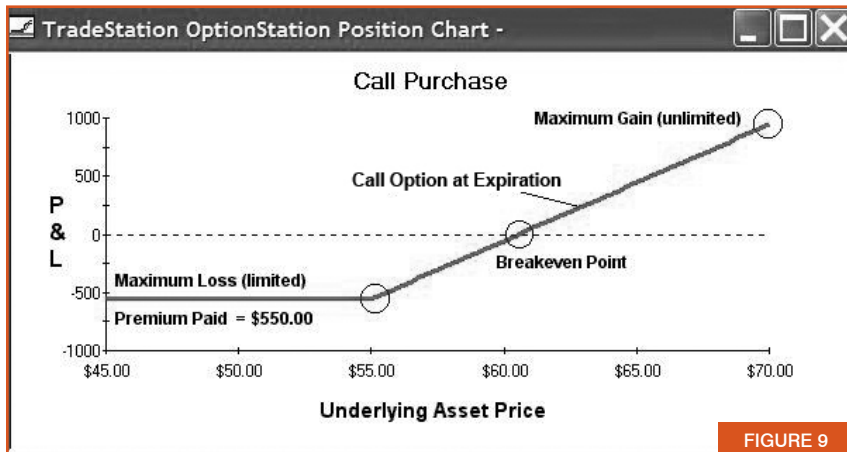 TradeStation OptionStation Position Chart -
Call Purchase
1000
Maximum Gain (unlimited)
500
Call Option at Expiration
P
&
L
0
Breakeven Point
Maximum Loss (limited)
-500
Premium Paid = $550.00
-1000
$45.00 $50.00 $55.00 $60.00 $65.00 $70.00
Underlying Asset Price
FIGURE 9